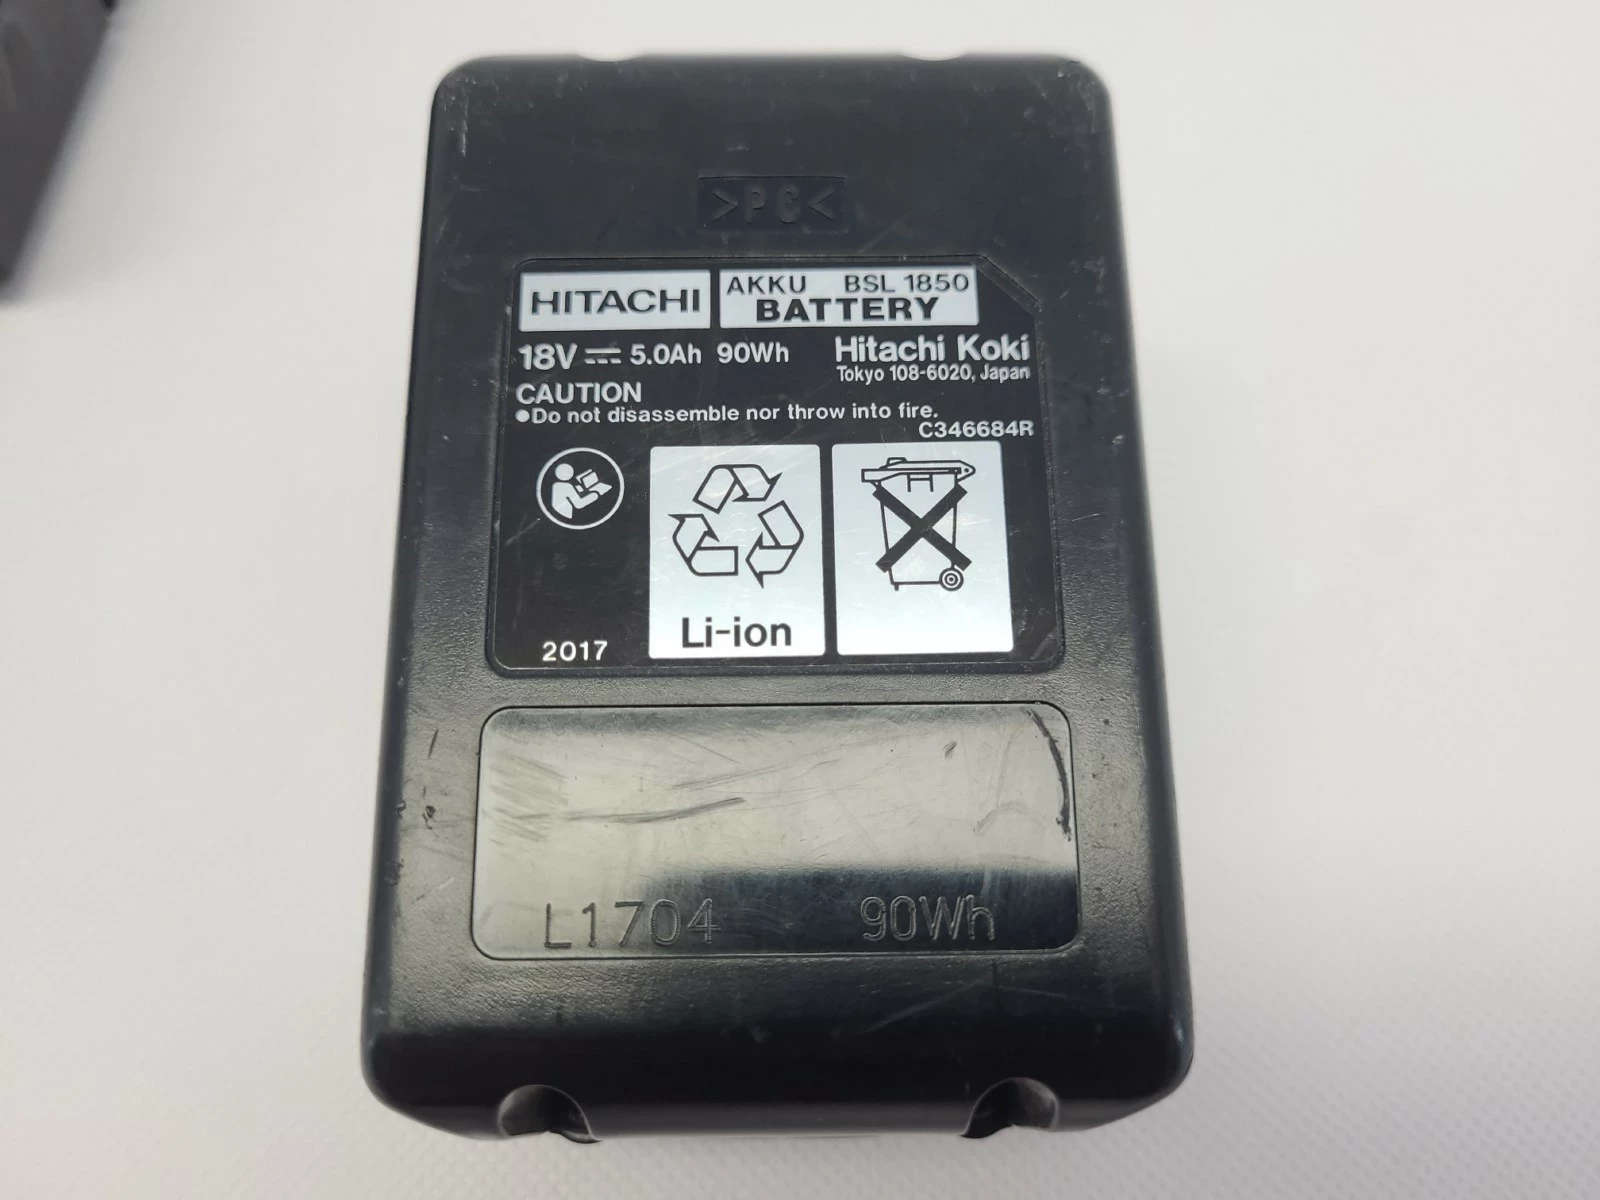 >PC<
HITACHI
AKKU BSL 1850
BATTERY
18V ⎓ 5.0Ah 90Wh
Hitachi Koki
Tokyo 108-6020, Japan
CAUTION
●Do not disassemble nor throw into fire.
C346684R
Li-ion
2017
L1704 90Wh